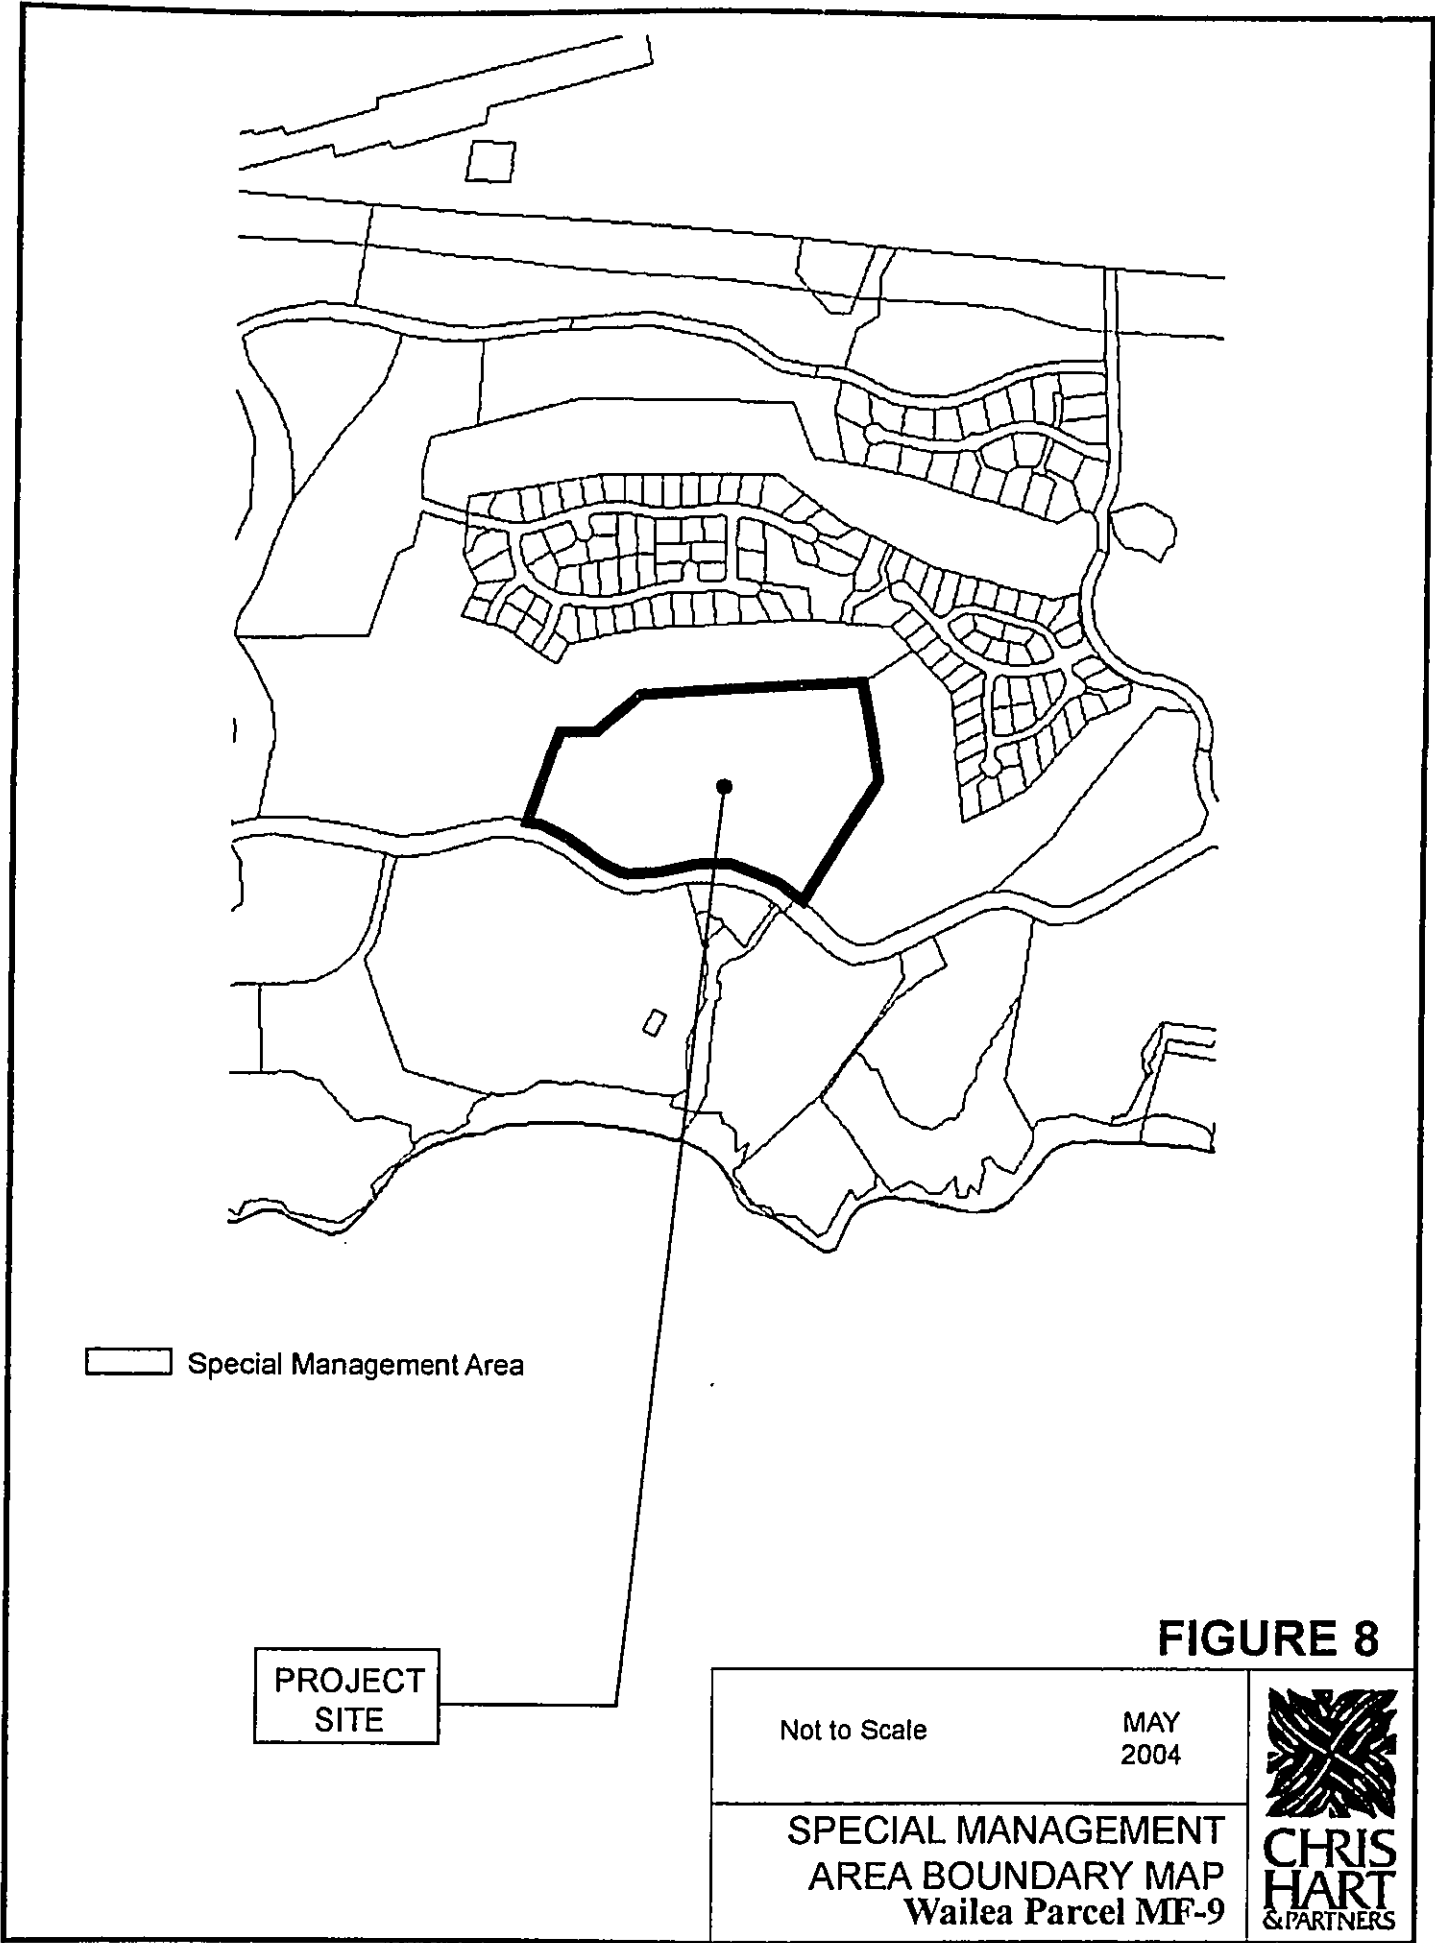 Special Management Area
PROJECT
SITE
FIGURE 8
Not to Scale
MAY
2004
SPECIAL MANAGEMENT
AREA BOUNDARY MAP
Wailea Parcel MF-9
CHRIS
HART
& PARTNERS